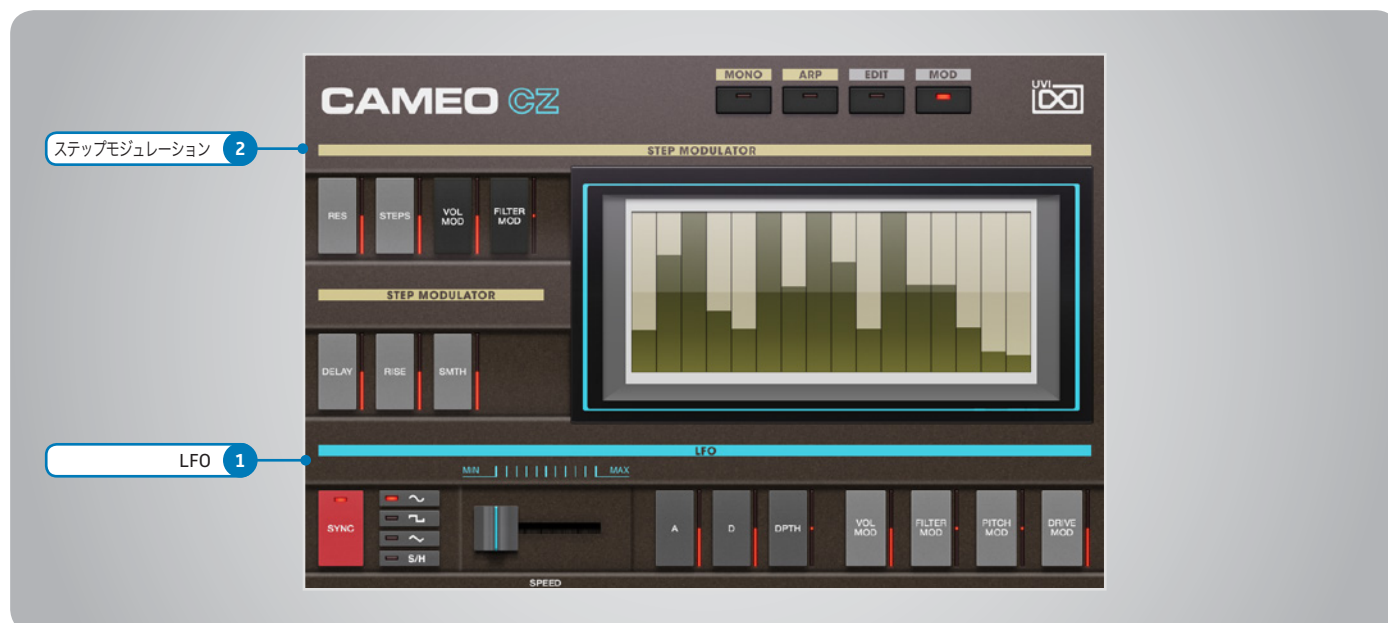 MONO ARP EDIT MOD
CAMEO CZ
UVI
ステップモジュレーション 2
STEP MODULATOR
RES STEPS VOL MOD FILTER MOD
STEP MODULATOR
DELAY RISE SMTH
LFO 1
LFO
MIN MAX
SYNC
S/H
A D DPTH VOL MOD FILTER MOD PITCH MOD DRIVE MOD
SPEED